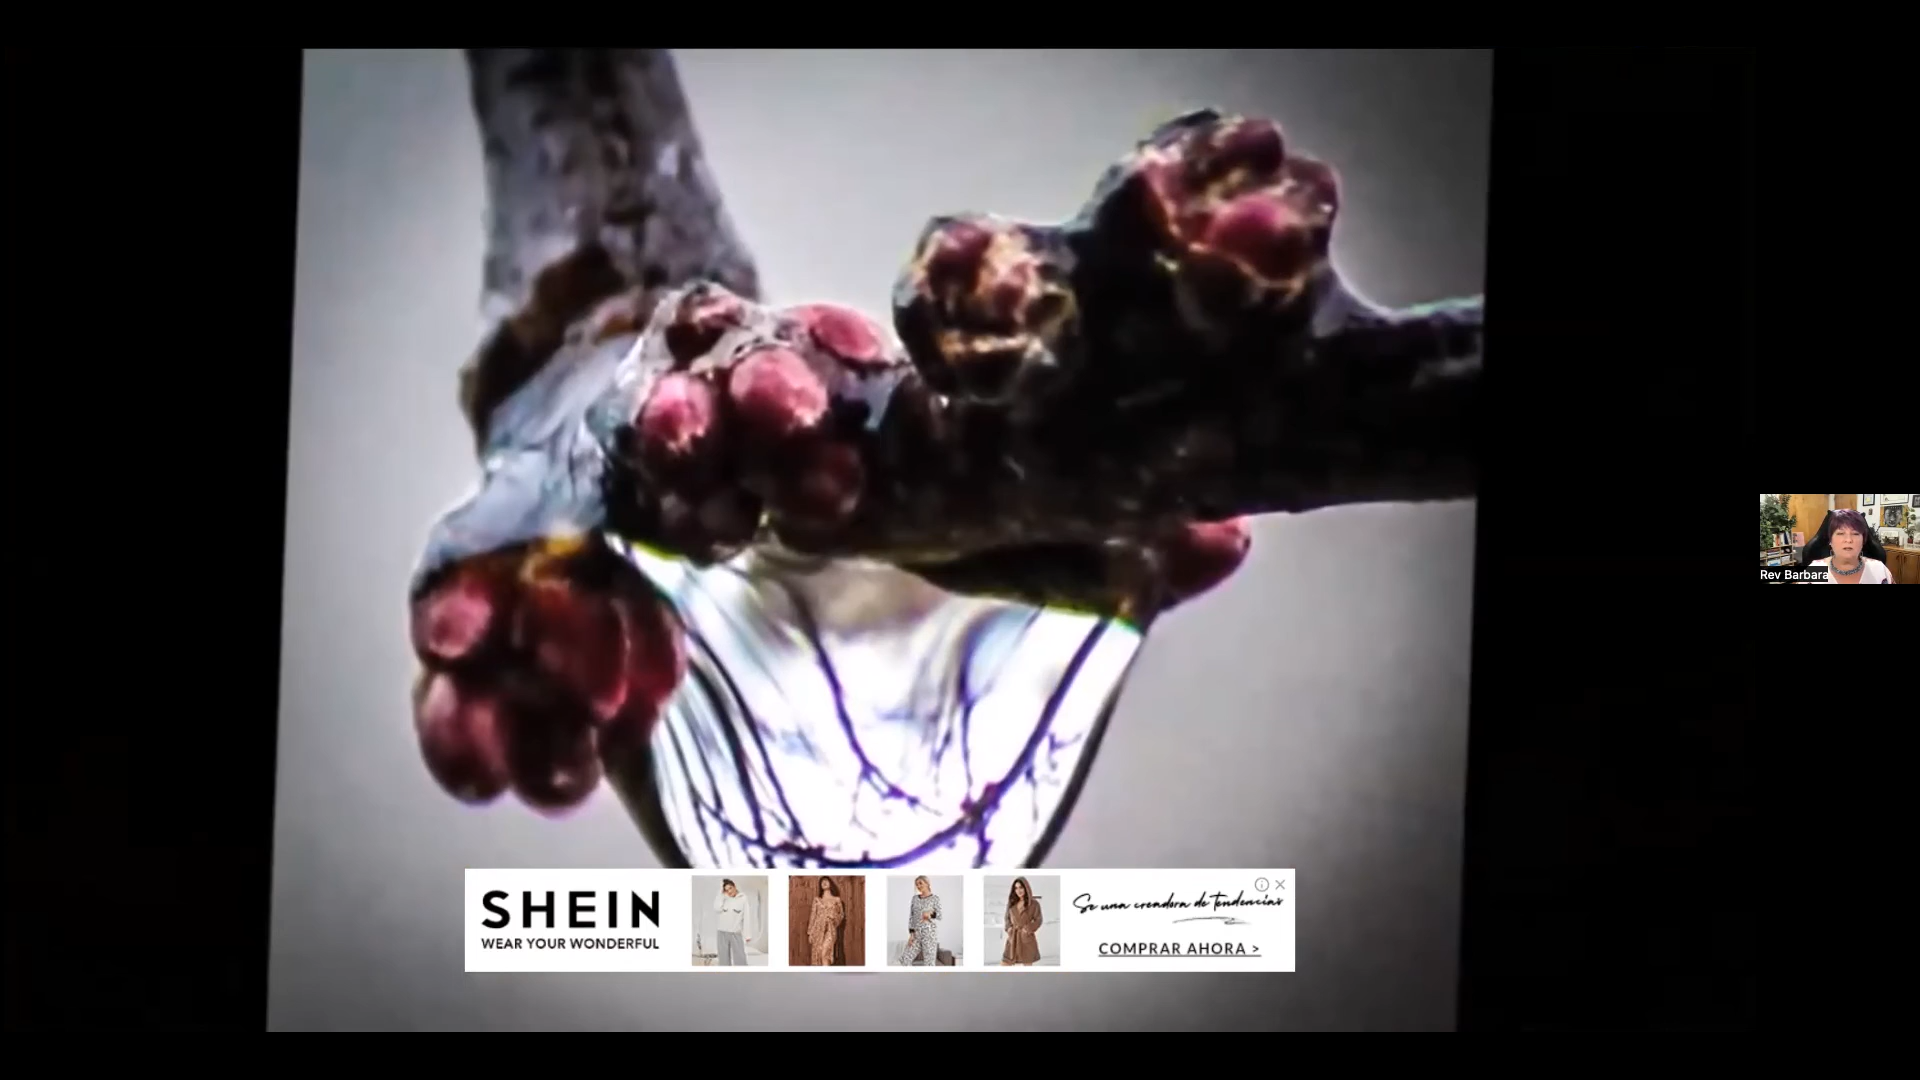 SHEIN
WEAR YOUR WONDERFUL
Se una creadora de tendencias
COMPRAR AHORA >
Rev Barbara